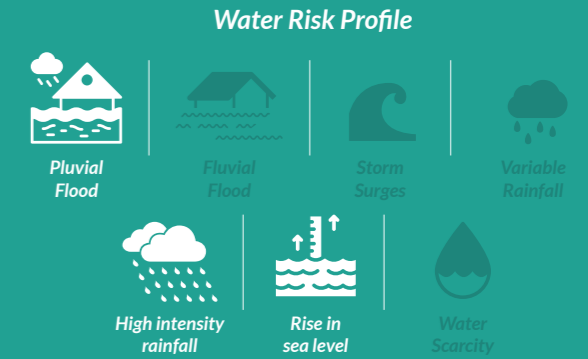 Water Risk Profile
Pluvial
Flood
Fluvial
Flood
Storm
Surges
Variable
Rainfall
High intensity
rainfall
Rise in
sea level
Water
Scarcity